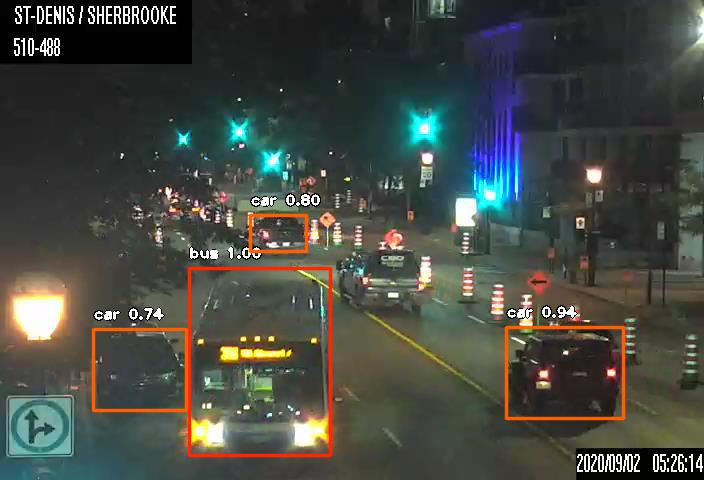 ST-DENIS / SHERBROOKE
510-488
car 0.80
bus 1.00
car 0.74
car 0.94
2020/09/02 05:26:14